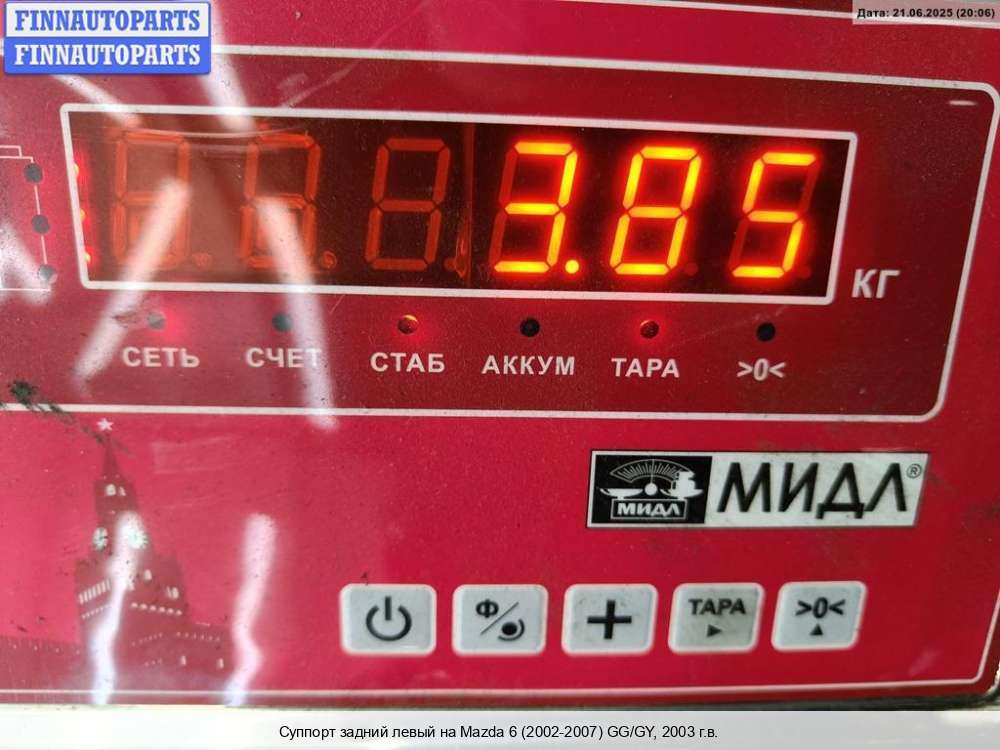 FINNAUTOPARTS
FINNAUTOPARTS
Дата: 21.06.2025 (20:06)
3.05
КГ
СЕТЬ СЧЕТ СТАБ АККУМ ТАРА >0<
МИДЛ МИДЛ®
Ф ТАРА >0<
Суппорт задний левый на Mazda 6 (2002-2007) GG/GY, 2003 г.в.